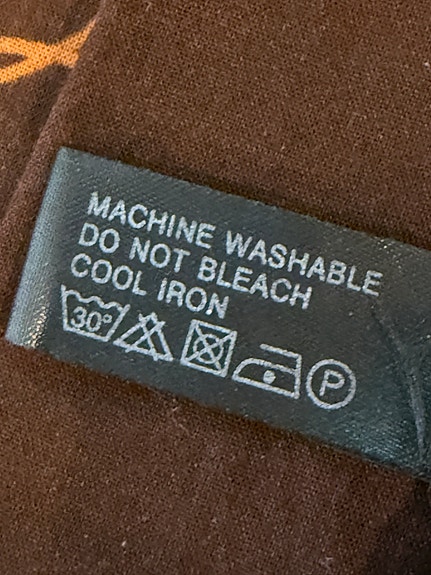 MACHINE WASHABLE
DO NOT BLEACH
COOL IRON
30° P